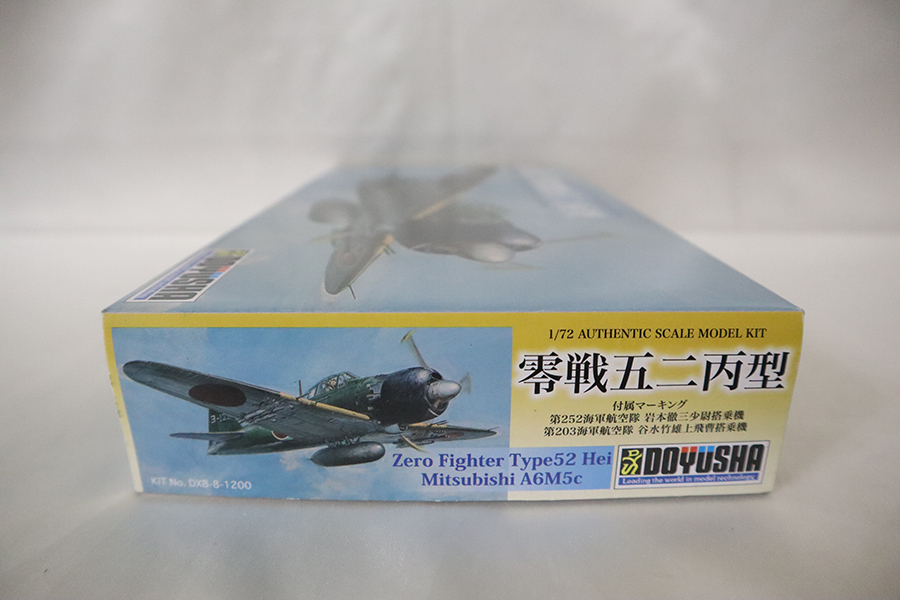 DOYUSHA
1/72 AUTHENTIC SCALE MODEL KIT
零戦五二丙型
付属マーキング
第252海軍航空隊 岩本徹三少尉搭乗機
第203海軍航空隊 谷水竹雄上飛曹搭乗機
Zero Fighter Type52 Hei
Mitsubishi A6M5c
DOYUSHA
Leading the world in model technology.
KIT No. DX8-8-1200